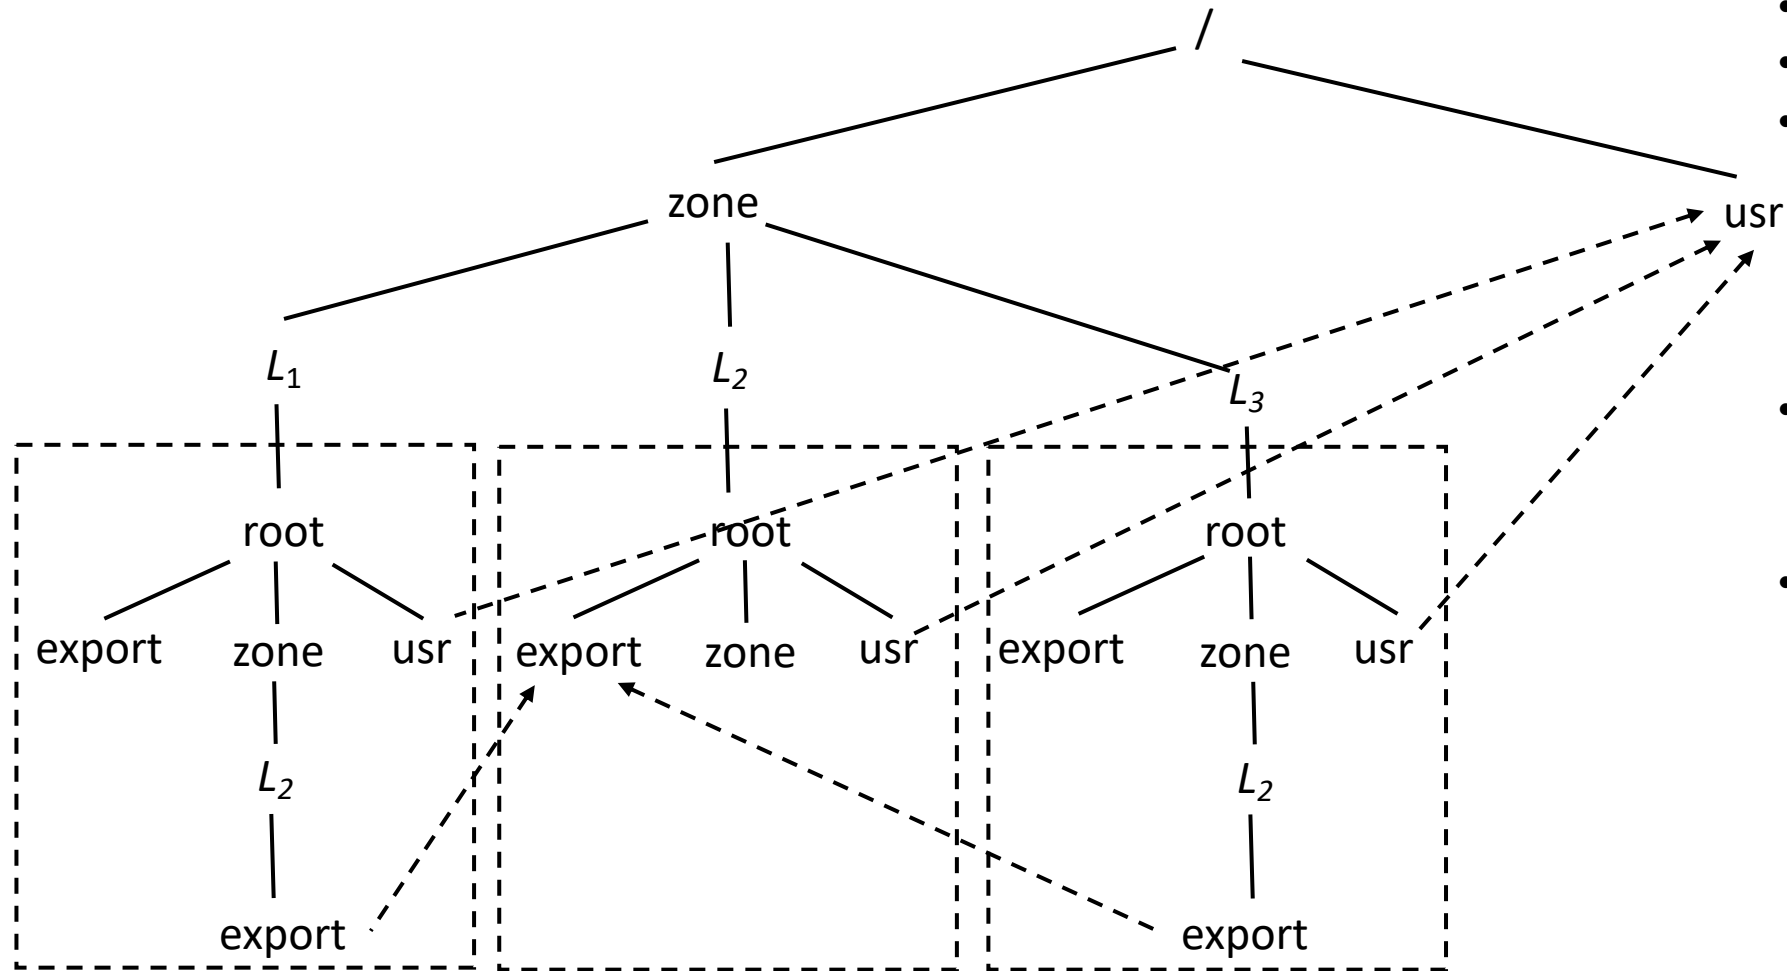 /
zone
usr
L1
L2
L3
root
root
root
export zone usr
export zone usr
export zone usr
L2
L2
export
export